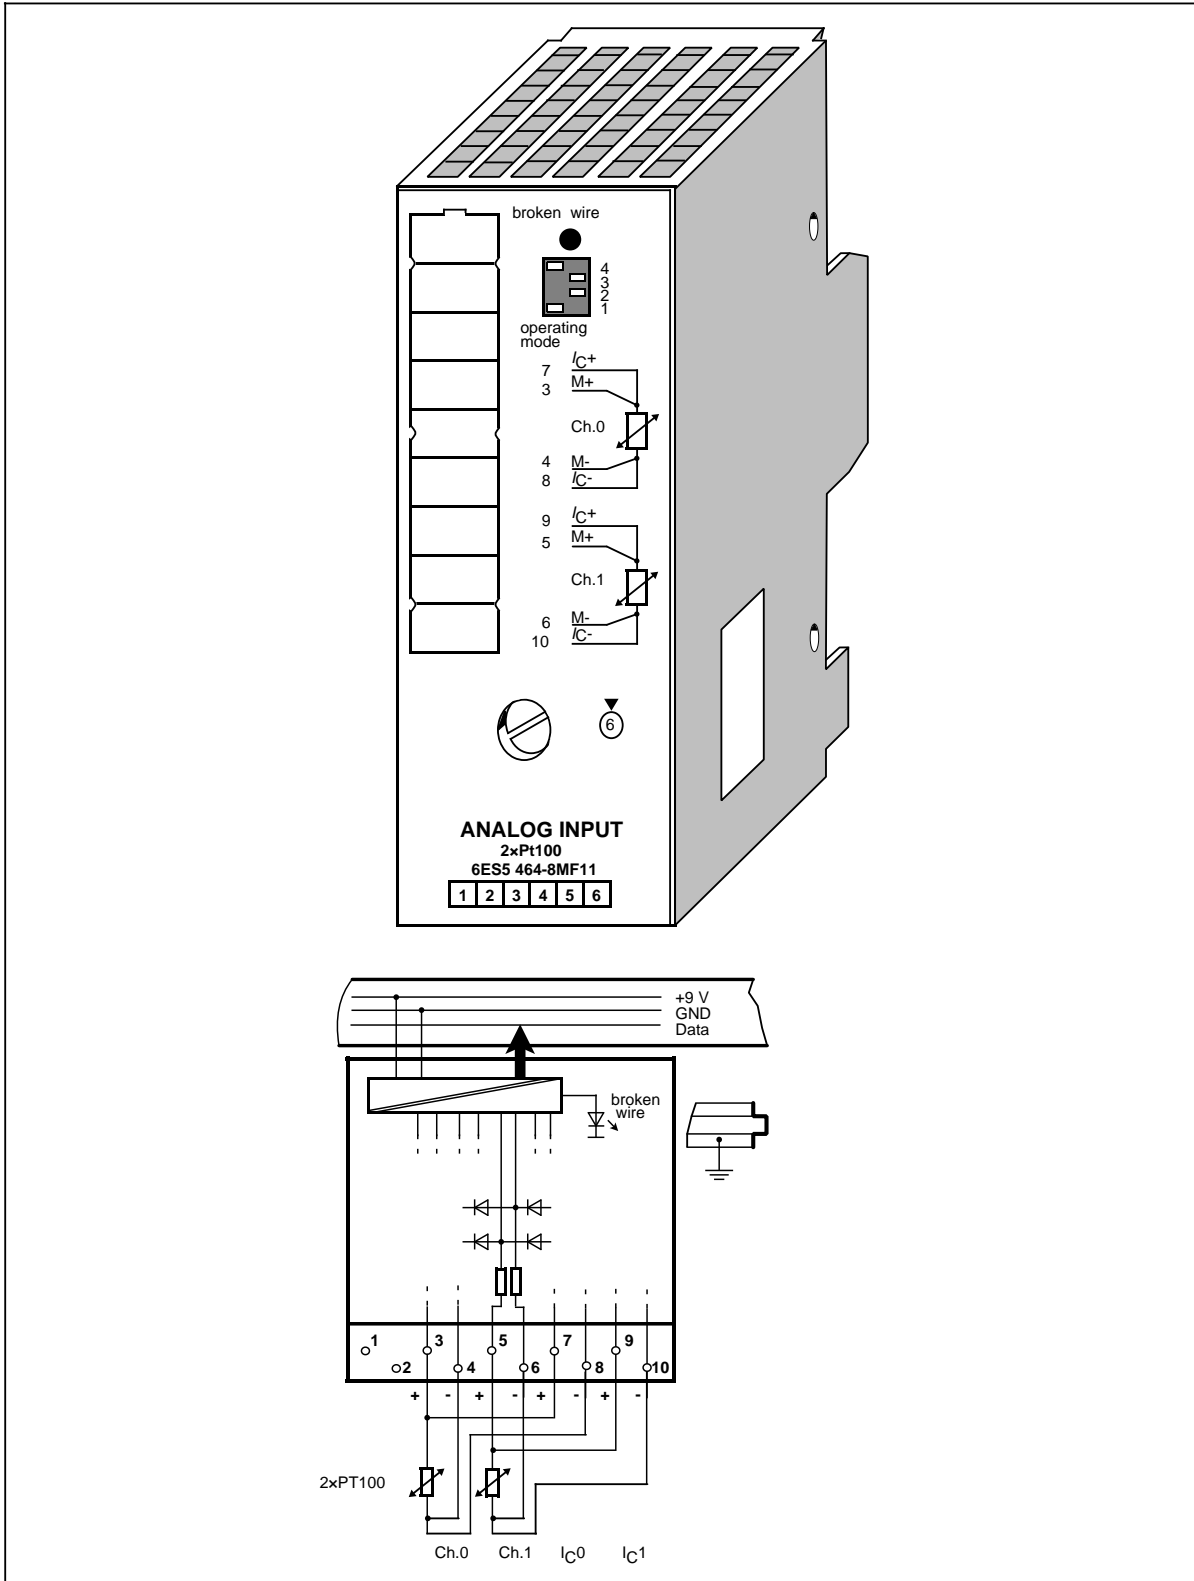 broken wire
4
3
2
1
operating
mode
7 IC+
3 M+
Ch.0
4 M-
8 IC-
9 IC+
5 M+
Ch.1
6 M-
10 IC-
6
ANALOG INPUT
2×Pt100
6ES5 464-8MF11
1 2 3 4 5 6
+9 V
GND
Data
broken
wire
1 3 5 7 9
2 4 6 8 10
+ - + - + - + -
2×PT100
Ch.0 Ch.1 IC0 IC1